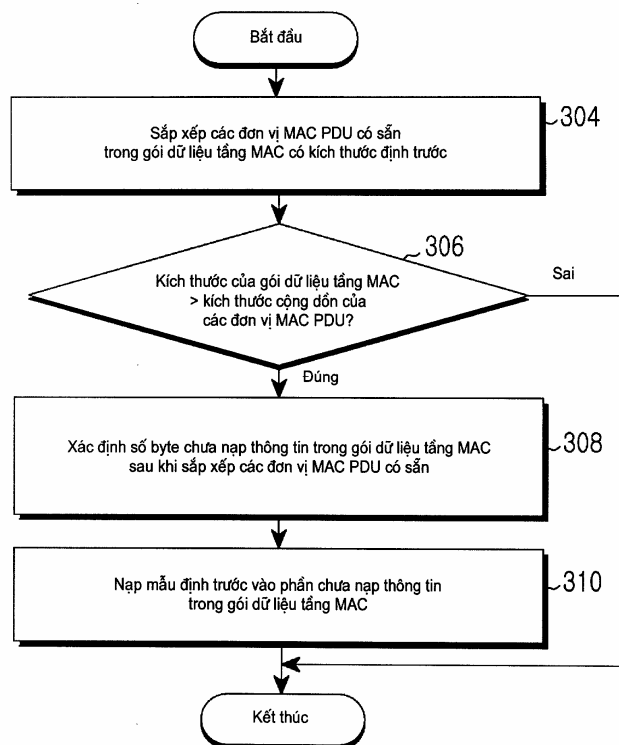 Bắt đầu
Sắp xếp các đơn vị MAC PDU có sẵn
trong gói dữ liệu tầng MAC có kích thước định trước
304
306
Kích thước của gói dữ liệu tầng MAC
> kích thước cộng dồn của
các đơn vị MAC PDU?
Sai
Đúng
Xác định số byte chưa nạp thông tin trong gói dữ liệu tầng MAC
sau khi sắp xếp các đơn vị MAC PDU có sẵn
308
Nạp mẫu định trước vào phần chưa nạp thông tin
trong gói dữ liệu tầng MAC
310
Kết thúc